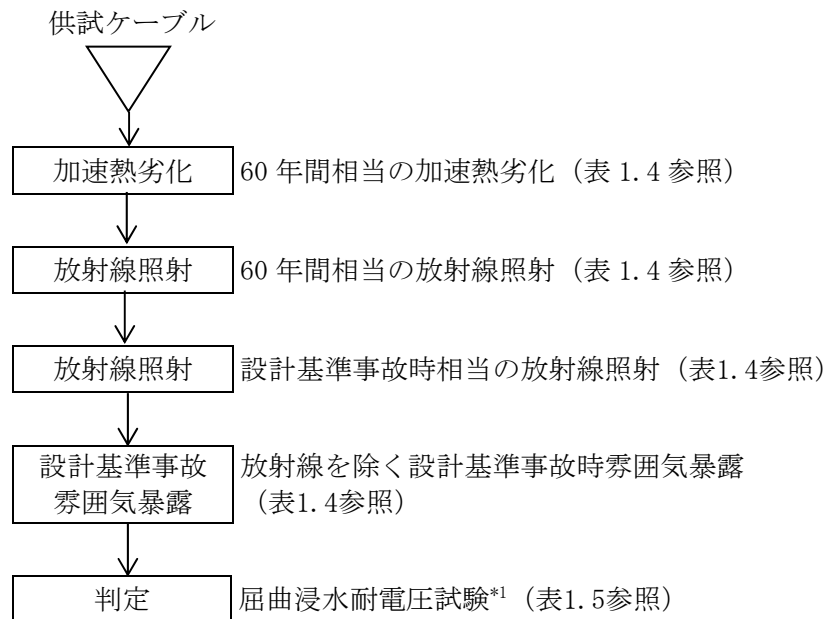 供試ケーブル
加速熱劣化 60 年間相当の加速熱劣化（表 1.4 参照）
放射線照射 60 年間相当の放射線照射（表 1.4 参照）
放射線照射 設計基準事故時相当の放射線照射（表1.4参照）
設計基準事故 放射線を除く設計基準事故時雰囲気暴露
雰囲気暴露 （表1.4参照）
判定 屈曲浸水耐電圧試験*1（表1.5参照）